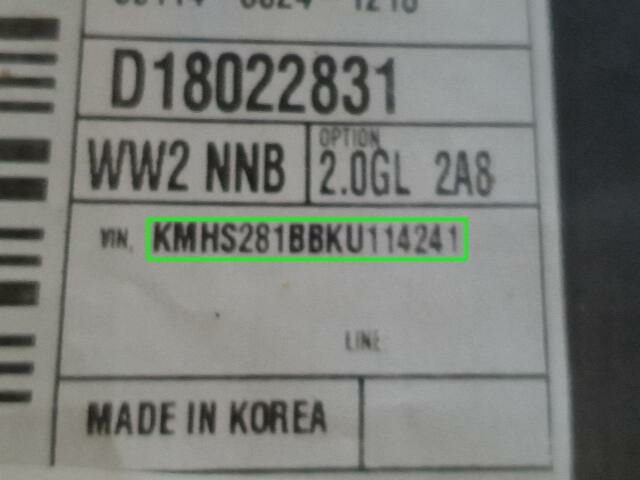 D18022831
WW2 NNB
OPTION
2.0GL 2A8
VIN. KMHS281BBKU114241
LINE
MADE IN KOREA